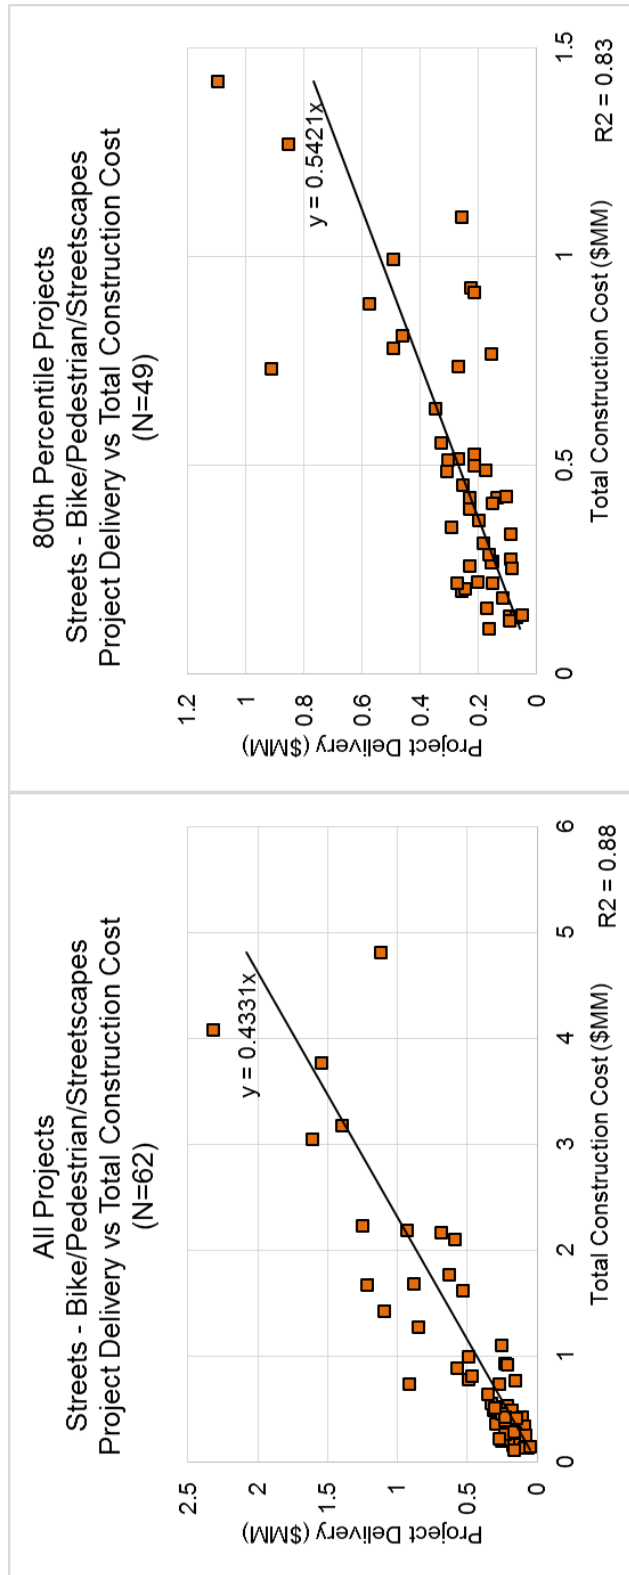 All Projects
Streets - Bike/Pedestrian/Streetscapes
Project Delivery vs Total Construction Cost
(N=62)
2.5
2
1.5
1
0.5
0
Project Delivery ($MM)
y = 0.4331x
0
1
2
3
4
5
6
Total Construction Cost ($MM)
R2 = 0.88
80th Percentile Projects
Streets - Bike/Pedestrian/Streetscapes
Project Delivery vs Total Construction Cost
(N=49)
1.2
1
0.8
0.6
0.4
0.2
0
Project Delivery ($MM)
y = 0.5421x
0
0.5
1
1.5
Total Construction Cost ($MM)
R2 = 0.83